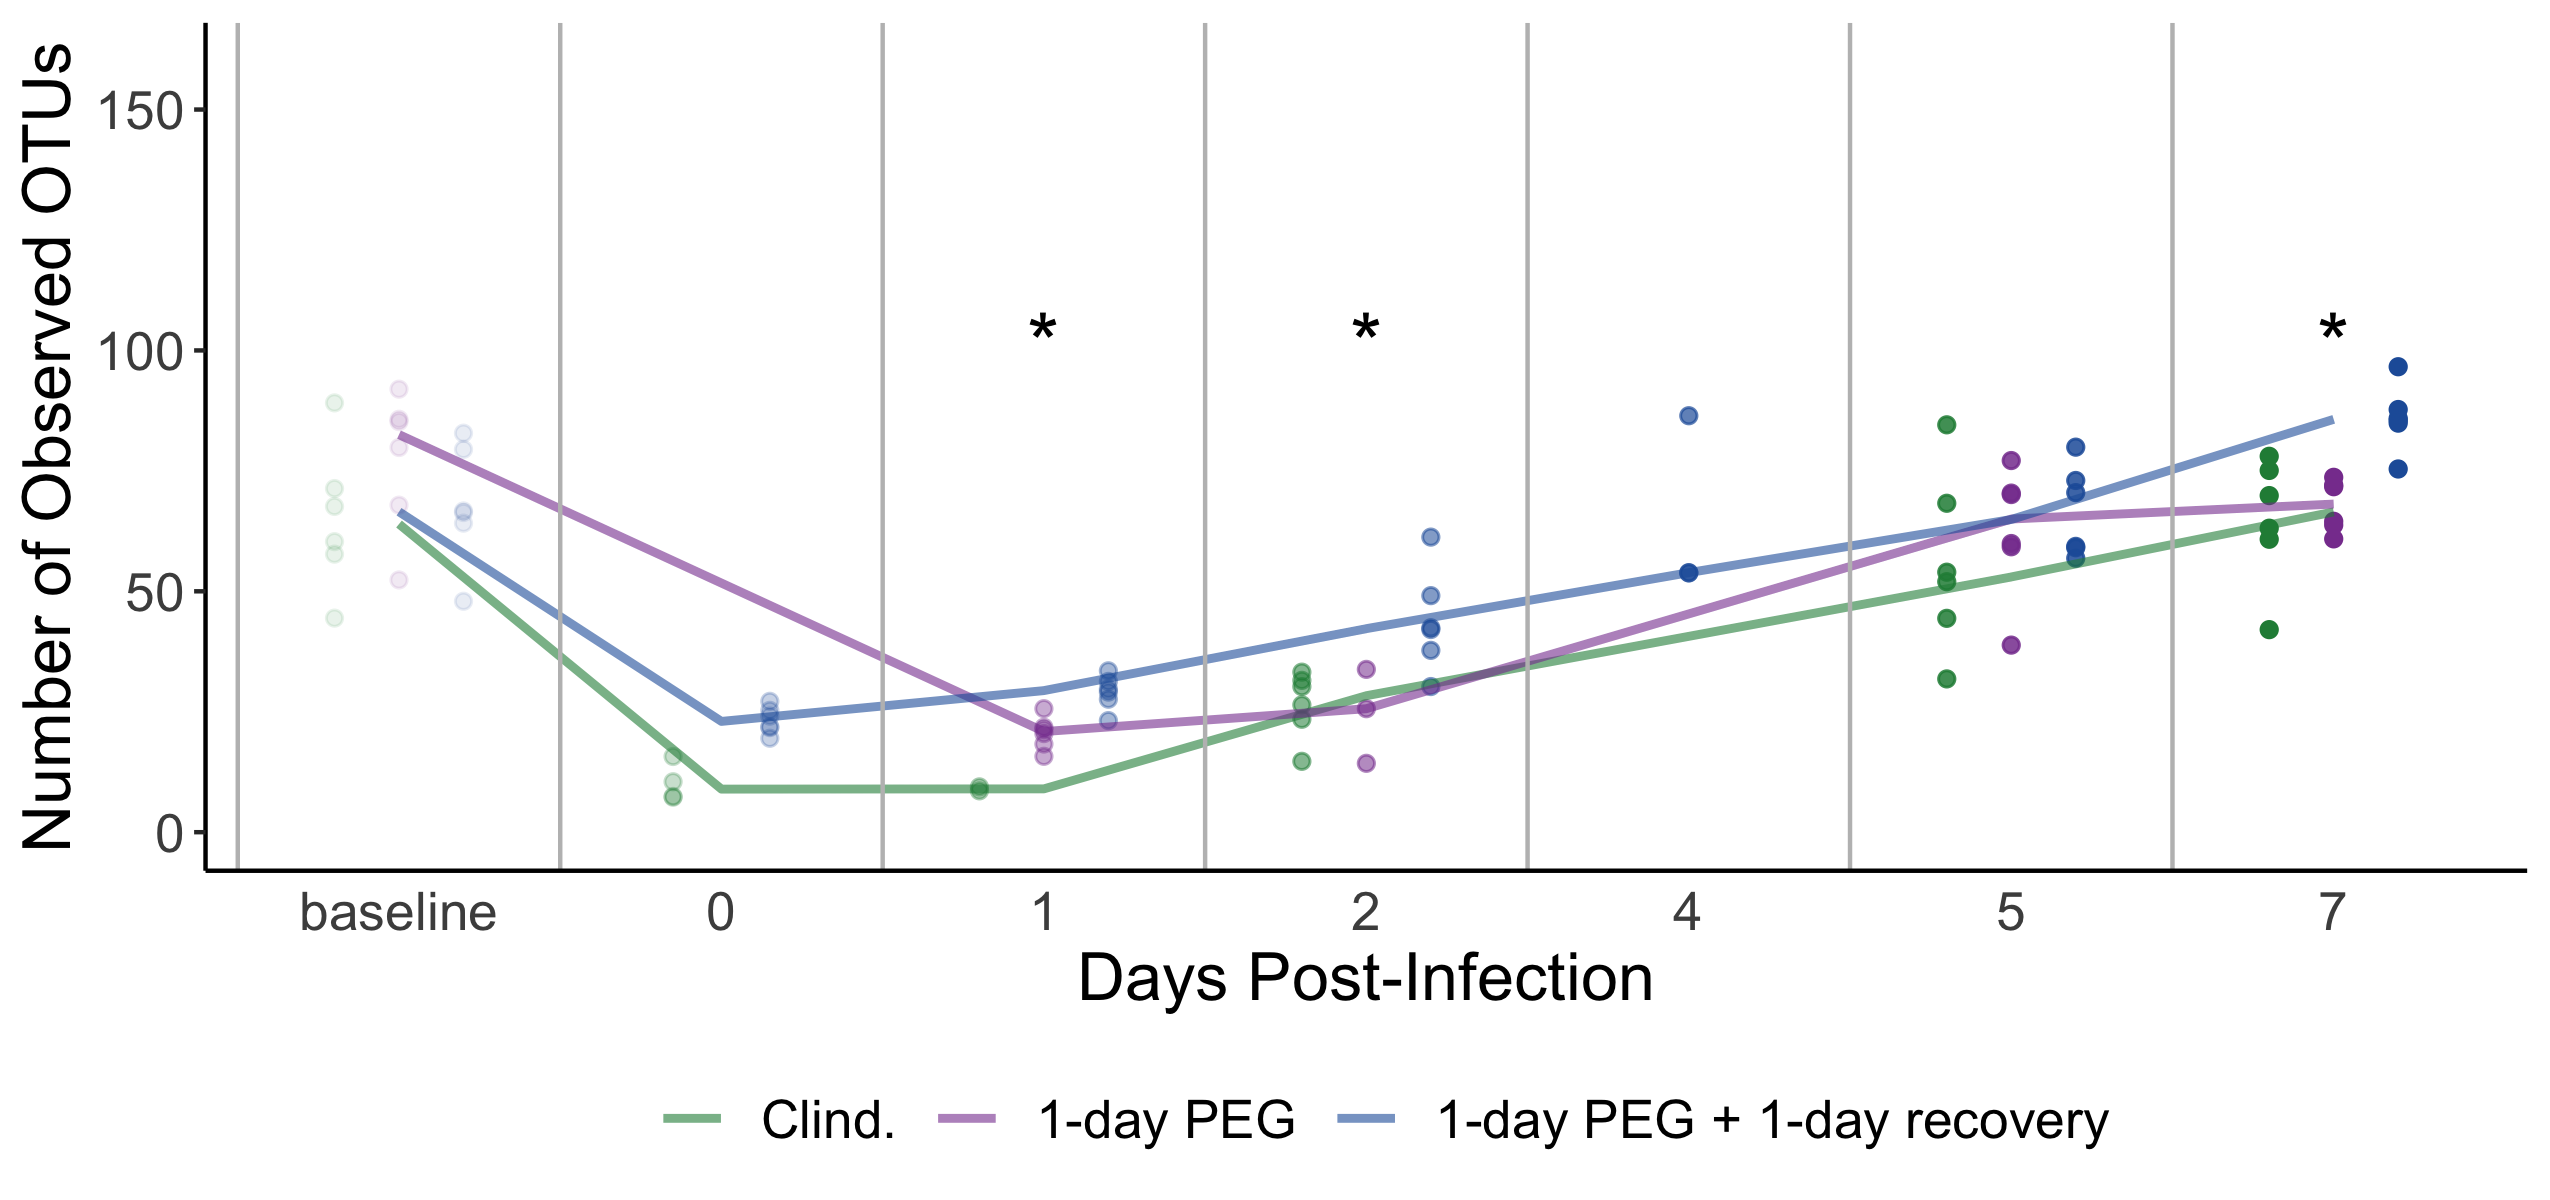 Number of Observed OTUs
150
100
50
0
* * *
baseline 0 1 2 4 5 7
Days Post-Infection
Clind. 1-day PEG 1-day PEG + 1-day recovery